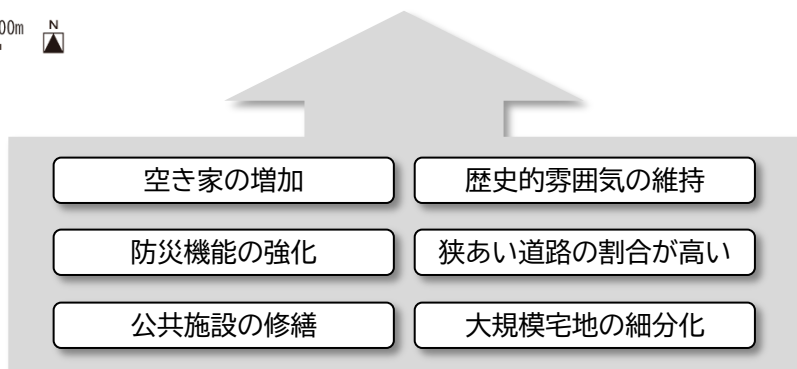 00m
N
空き家の増加
歴史的雰囲気の維持
防災機能の強化
狭あい道路の割合が高い
公共施設の修繕
大規模宅地の細分化